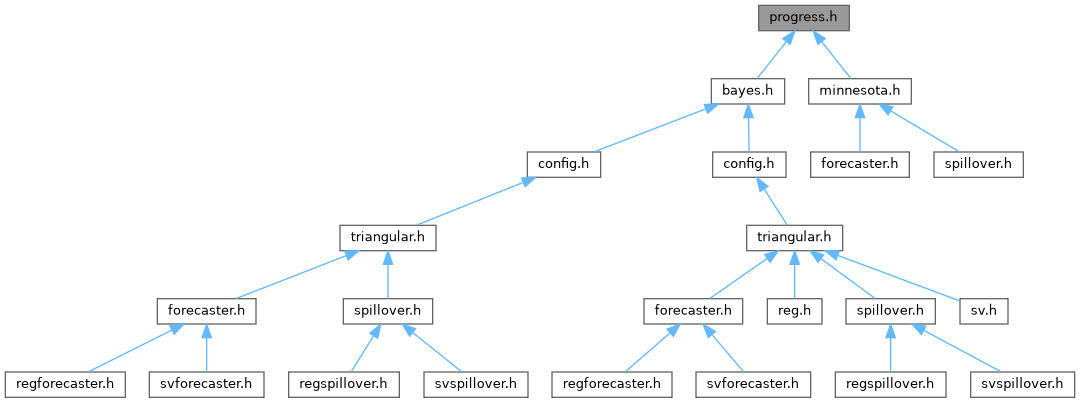 progress.h
bayes.h
minnesota.h
config.h
config.h
forecaster.h
spillover.h
triangular.h
triangular.h
forecaster.h
spillover.h
forecaster.h
reg.h
spillover.h
sv.h
regforecaster.h
svforecaster.h
regspillover.h
svspillover.h
regforecaster.h
svforecaster.h
regspillover.h
svspillover.h